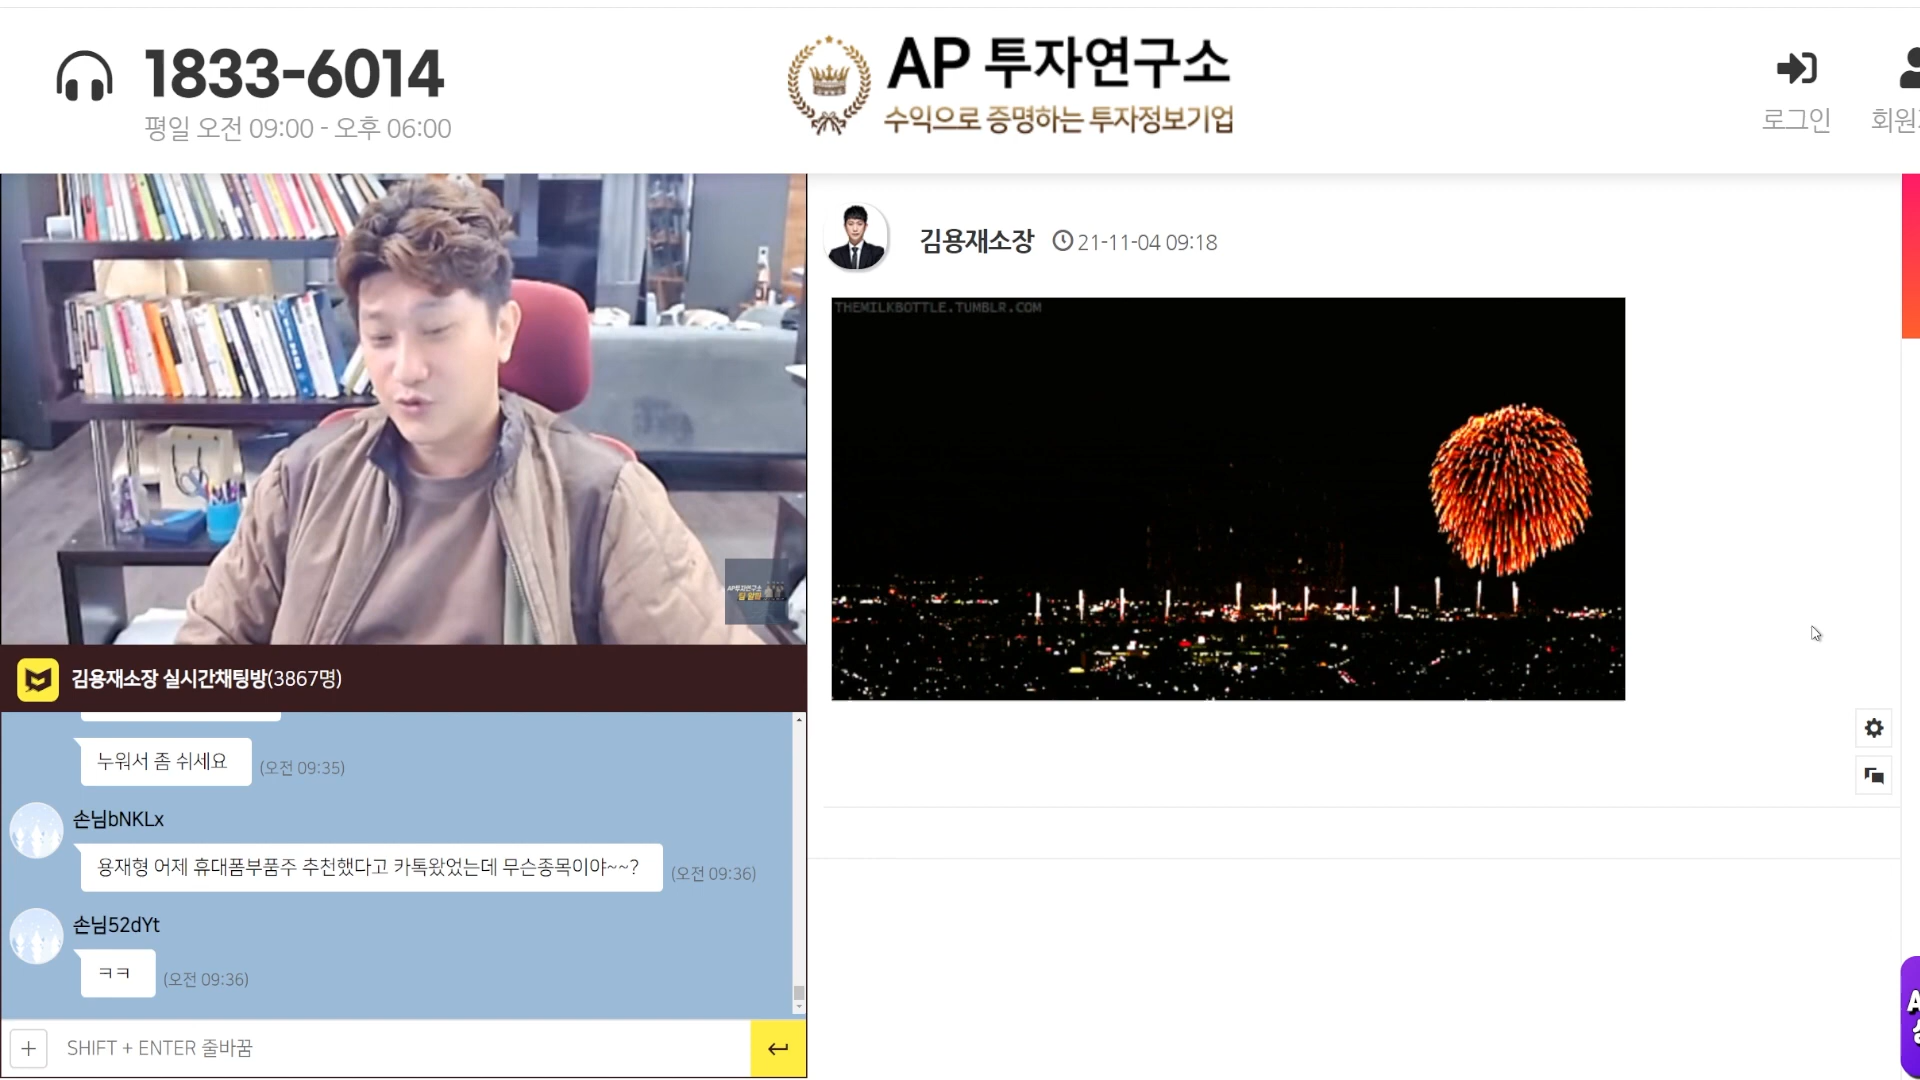 1833-6014
평일 오전 09:00 - 오후 06:00
AP 투자연구소
수익으로 증명하는 투자정보기업
로그인
회원
김용재소장 21-11-04 09:18
THEMILKBOTTLE.TUMBLR.COM
AP투자연구소
김용재소장 실시간채팅방(3867명)
누워서 좀 쉬세요 (오전 09:35)
손님bNKLx
용재형 어제 휴대폼부품주 추천했다고 카톡왔었는데 무슨종목이야~~? (오전 09:36)
손님52dYt
ㅋㅋ (오전 09:36)
SHIFT + ENTER 줄바꿈